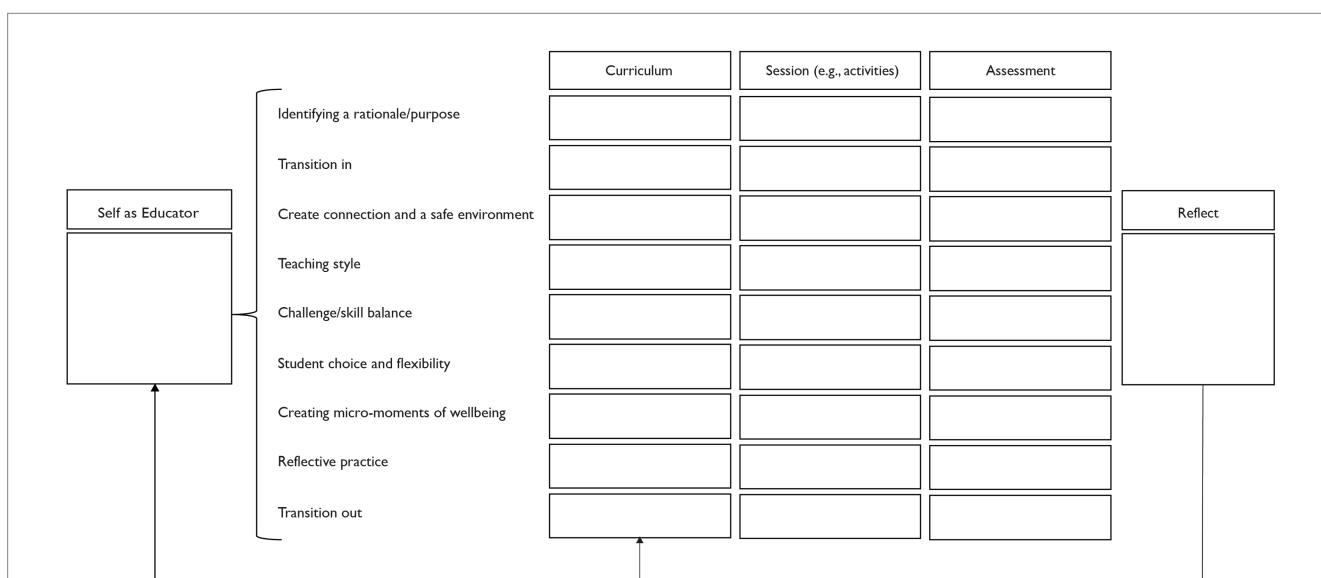 Curriculum
Session (e.g., activities)
Assessment
Identifying a rationale/purpose
Transition in
Self as Educator
Create connection and a safe environment
Reflect
Teaching style
Challenge/skill balance
Student choice and flexibility
Creating micro-moments of wellbeing
Reflective practice
Transition out